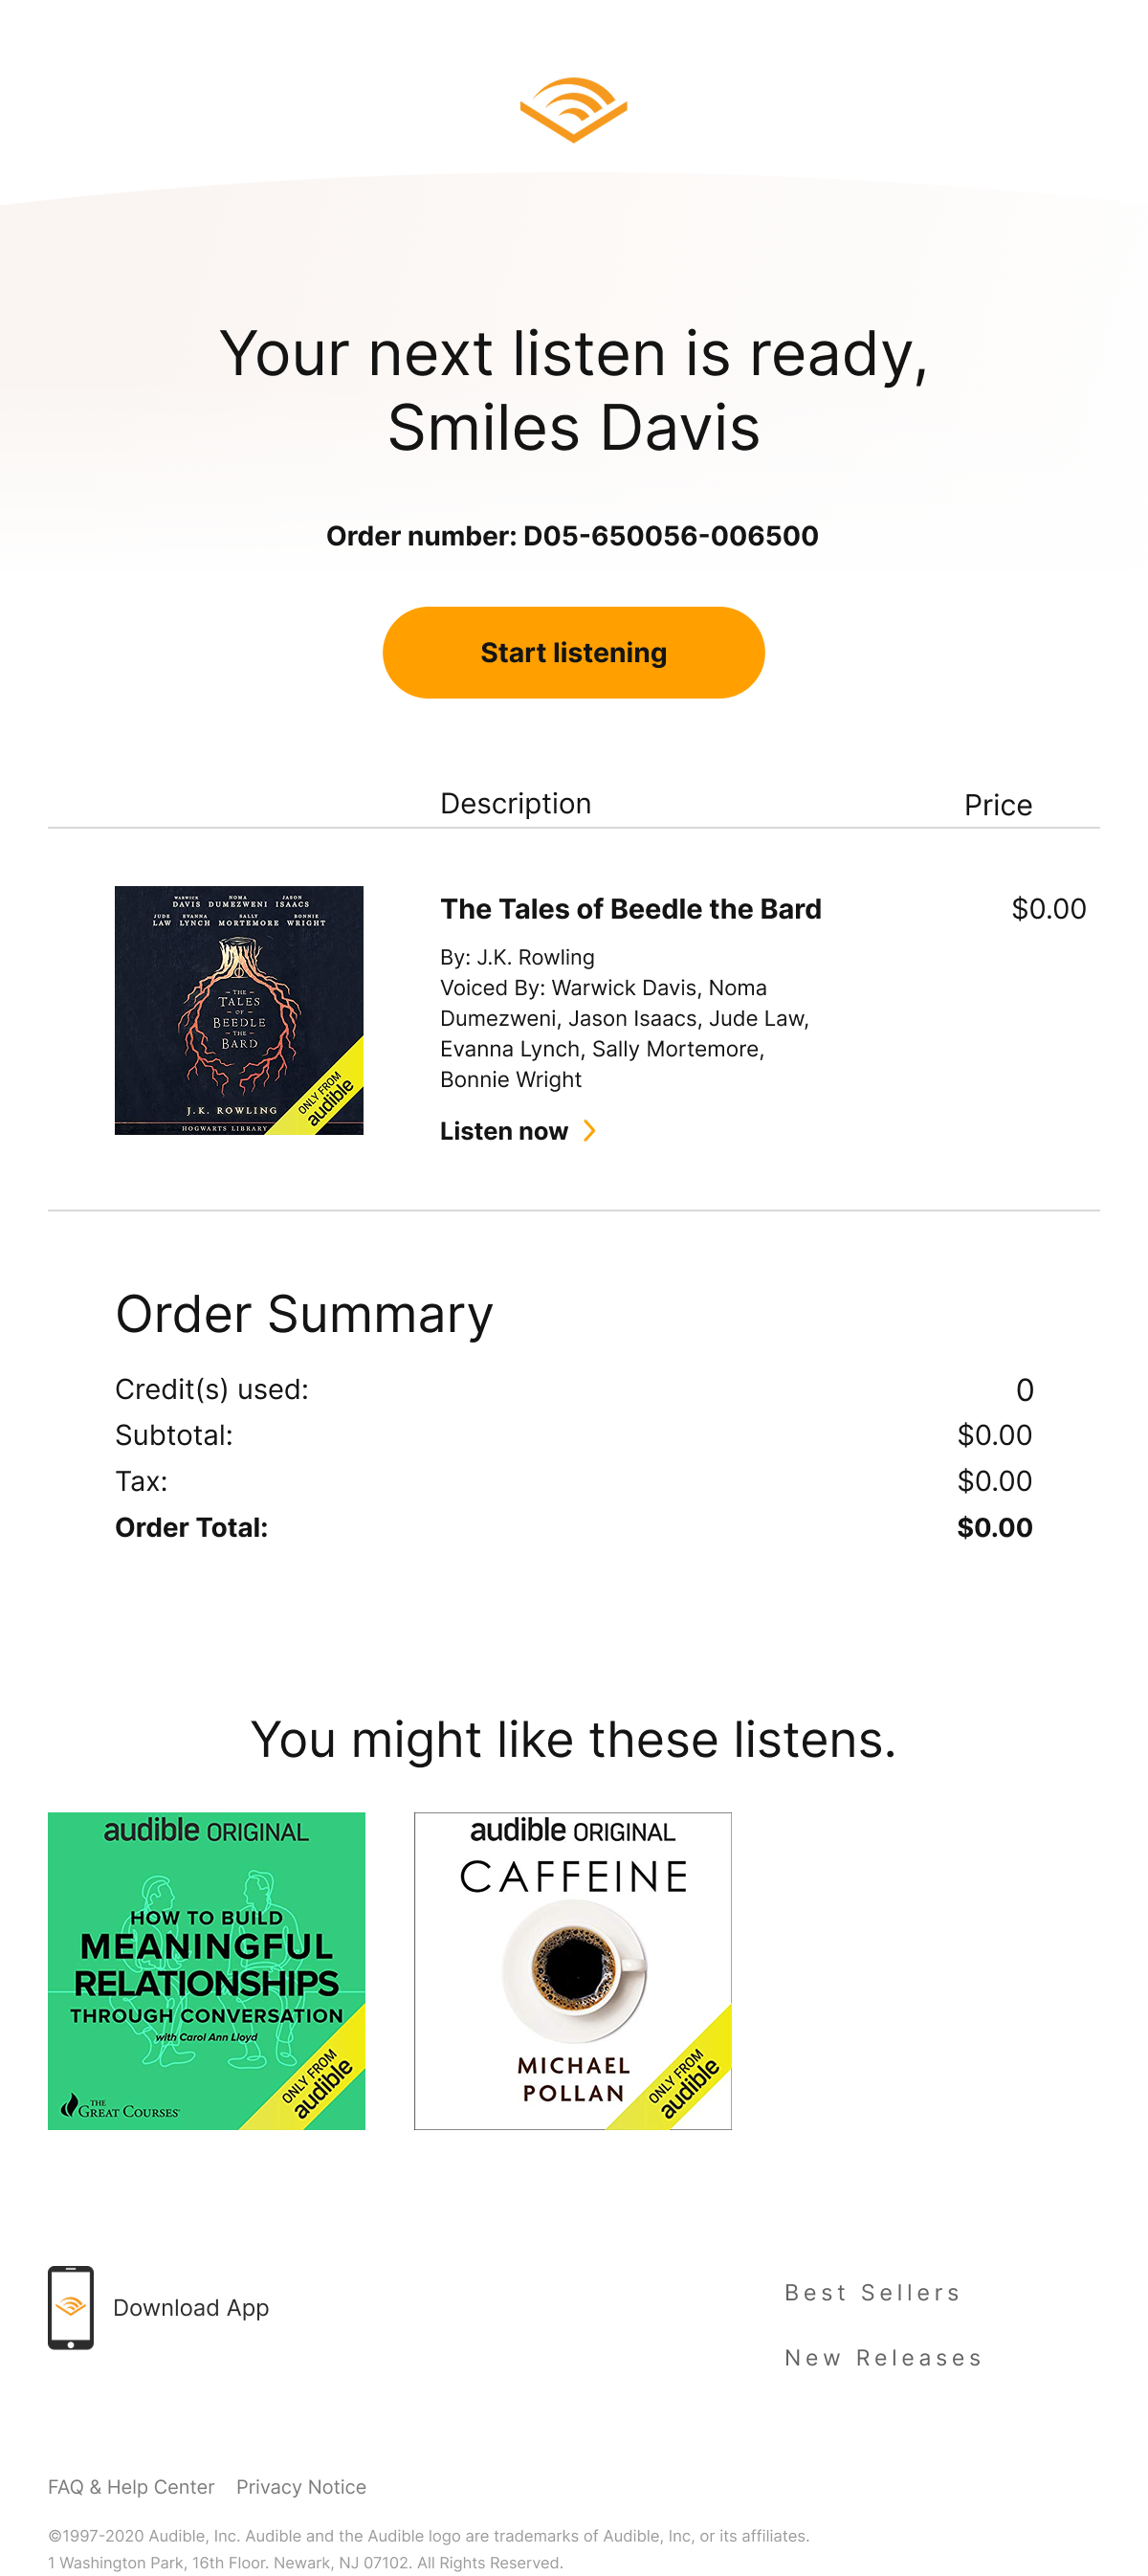 Your next listen is ready,
Smiles Davis
Order number: D05-650056-006500
Start listening
Description
Price
WARWICK NOMA JASON
DAVIS DUMEZWENI ISAACS
JUDE EVANNA SALLY BONNIE
LAW LYNCH MORTEMORE WRIGHT
THE
TALES
OF
BEEDLE
THE
BARD
J.K. ROWLING
HOGWARTS LIBRARY
ONLY FROM
audible
The Tales of Beedle the Bard
$0.00
By: J.K. Rowling
Voiced By: Warwick Davis, Noma
Dumezweni, Jason Isaacs, Jude Law,
Evanna Lynch, Sally Mortemore,
Bonnie Wright
Listen now
Order Summary
Credit(s) used:
0
Subtotal:
$0.00
Tax:
$0.00
Order Total:
$0.00
You might like these listens.
audible ORIGINAL
HOW TO BUILD
MEANINGFUL
RELATIONSHIPS
THROUGH CONVERSATION
with Carol Ann Lloyd
THE
GREAT COURSES®
ONLY FROM
audible
audible ORIGINAL
CAFFEINE
MICHAEL
POLLAN
ONLY FROM
audible
Download App
Best Sellers
New Releases
FAQ & Help Center Privacy Notice
©1997-2020 Audible, Inc. Audible and the Audible logo are trademarks of Audible, Inc, or its affiliates.
1 Washington Park, 16th Floor. Newark, NJ 07102. All Rights Reserved.